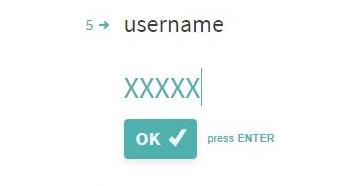 5 → username
XXXXX
OK ✔ press ENTER